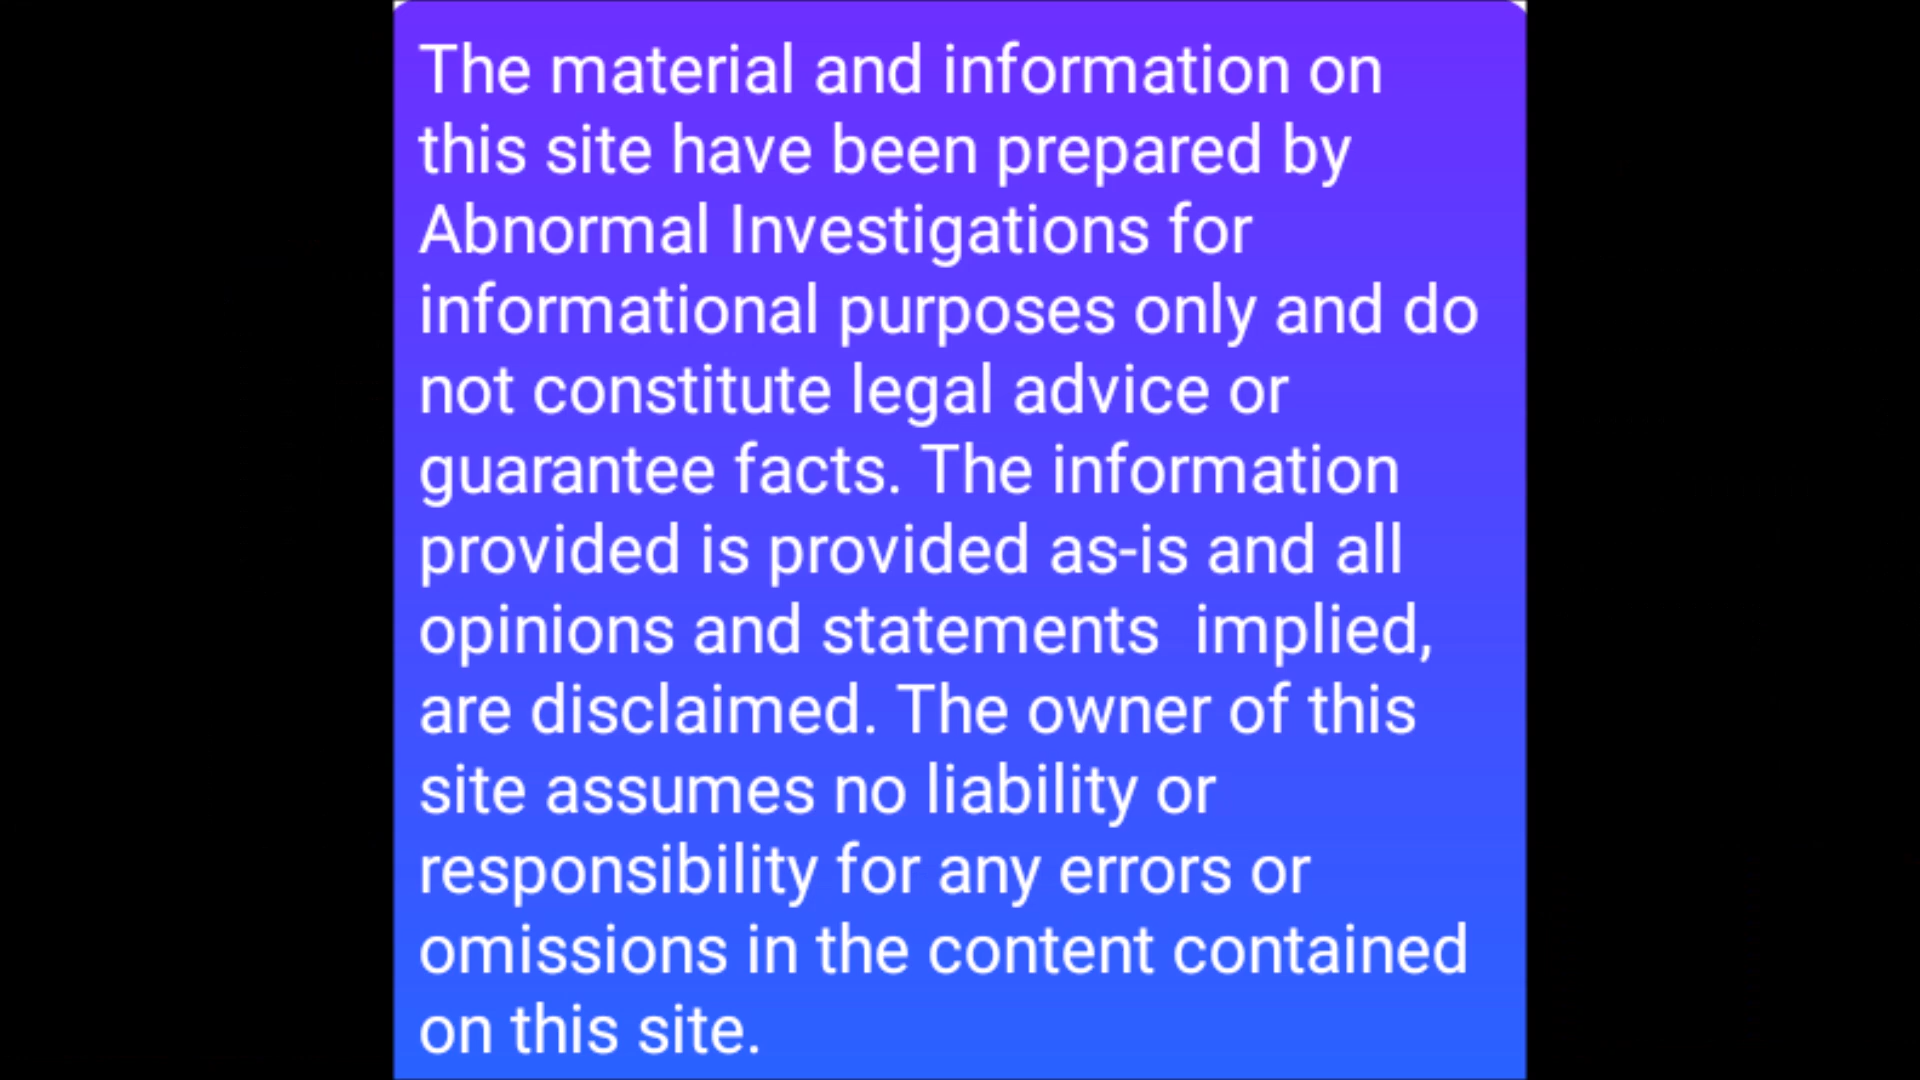 The material and information on
this site have been prepared by
Abnormal Investigations for
informational purposes only and do
not constitute legal advice or
guarantee facts. The information
provided is provided as-is and all
opinions and statements  implied,
are disclaimed. The owner of this
site assumes no liability or
responsibility for any errors or
omissions in the content contained
on this site.